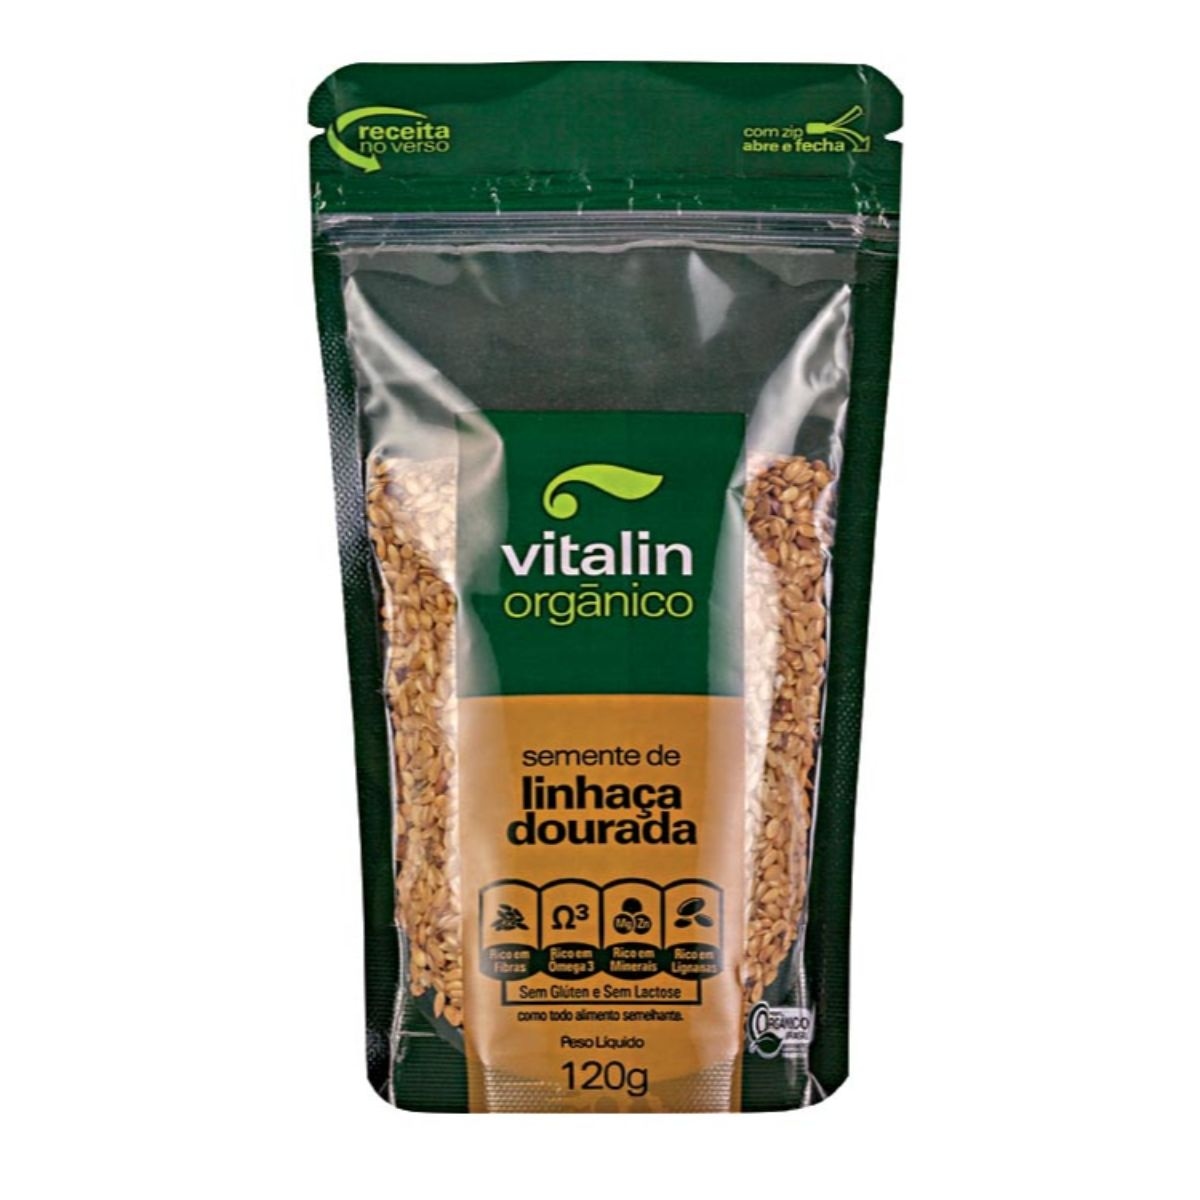 receita
no verso
com zip
abre e fecha
vitalin
orgānico
semente de
linhaça
dourada
Ω3
Mg Zn
Rico em
Fibras
Rico em
Omega 3
Rico em
Minerais
Rico em
Lignanas
Sem Glúten e Sem Lactose
como todo alimento semelhante.
Peso Líquido
120g
ORGÂNICO
BRASIL